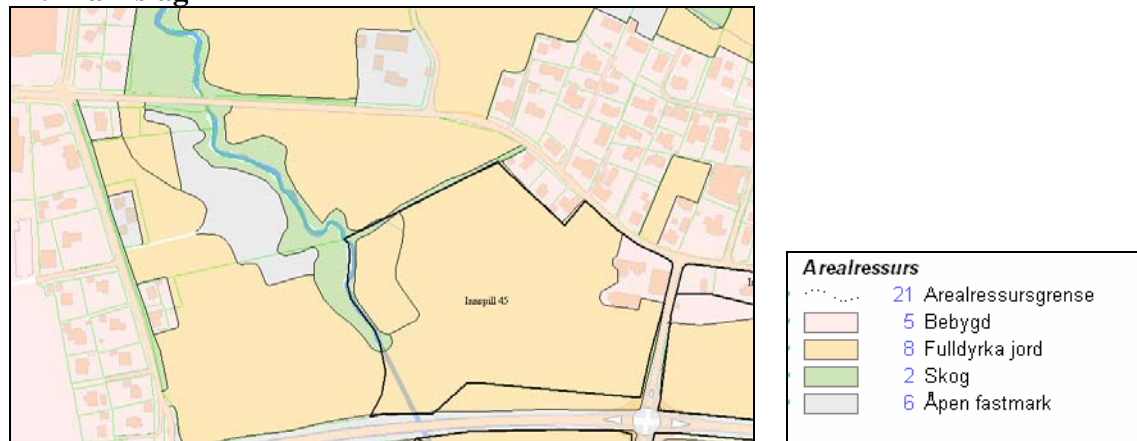 Innspill 45
Arealressurs
21 Arealressursgrense
5 Bebygd
8 Fulldyrka jord
2 Skog
6 Åpen fastmark